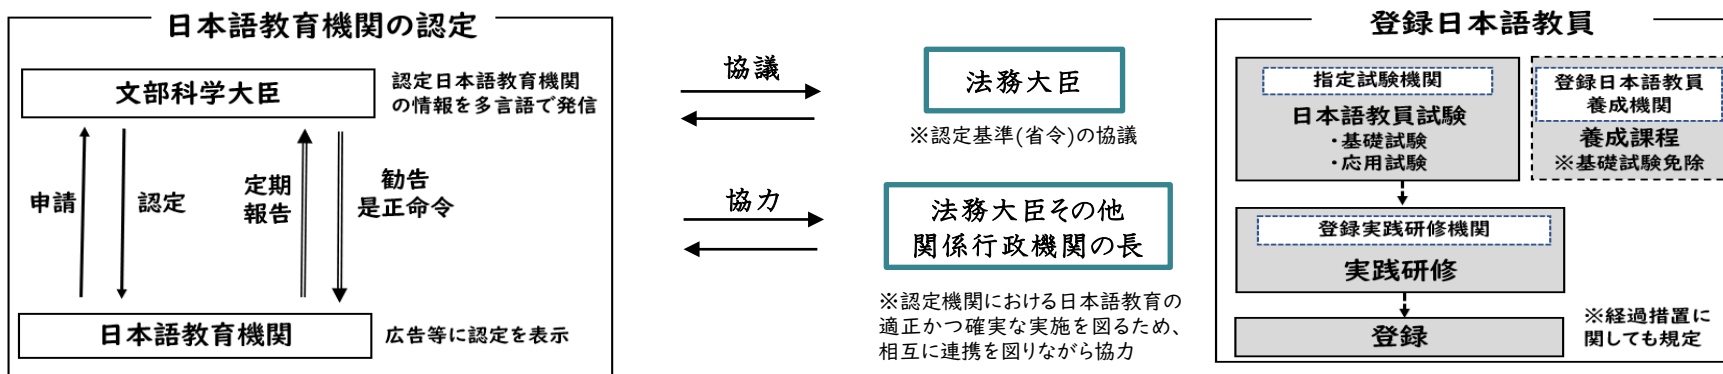 日本語教育機関の認定
文部科学大臣
認定日本語教育機関
の情報を多言語で発信
申請
認定
定期
報告
勧告
是正命令
日本語教育機関
広告等に認定を表示
協議
法務大臣
※認定基準(省令)の協議
協力
法務大臣その他
関係行政機関の長
※認定機関における日本語教育の
適正かつ確実な実施を図るため、
相互に連携を図りながら協力
登録日本語教員
指定試験機関
日本語教員試験
・基礎試験
・応用試験
登録日本語教員
養成機関
養成課程
※基礎試験免除
登録実践研修機関
実践研修
登録
※経過措置に
関しても規定